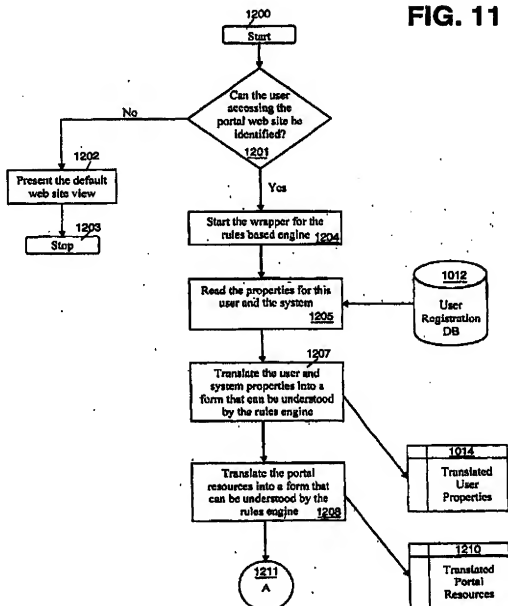 FIG. 11
1200
Start
Can the user
accessing the
portal web site be
identified?
1201
No
Yes
1202
Present the default
web site view
1203
Stop
Start the wrapper for the
rules based engine 1204
Read the properties for this
user and the system
1205
1012
User
Registration
DB
1207
Translate the user and
system properties into a
form that can be understood
by the rules engine
1014
Translated
User
Properties
Translate the portal
resources into a form that
can be understood by the
rules engine 1208
1210
Translated
Portal
Resources
1211
A